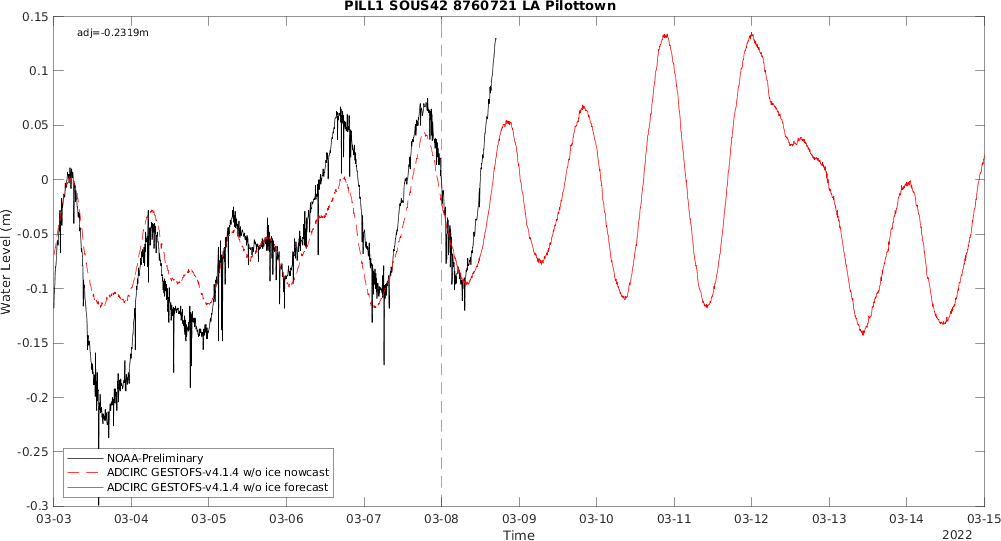 PILL1 SOUS42 8760721 LA Pilottown
adj=-0.2319m
0.15
0.1
0.05
0
-0.05
-0.1
-0.15
-0.2
-0.25
-0.3
Water Level (m)
NOAA-Preliminary
ADCIRC GESTOFS-v4.1.4 w/o ice nowcast
ADCIRC GESTOFS-v4.1.4 w/o ice forecast
03-03 03-04 03-05 03-06 03-07 03-08 03-09 03-10 03-11 03-12 03-13 03-14 03-15
Time
2022